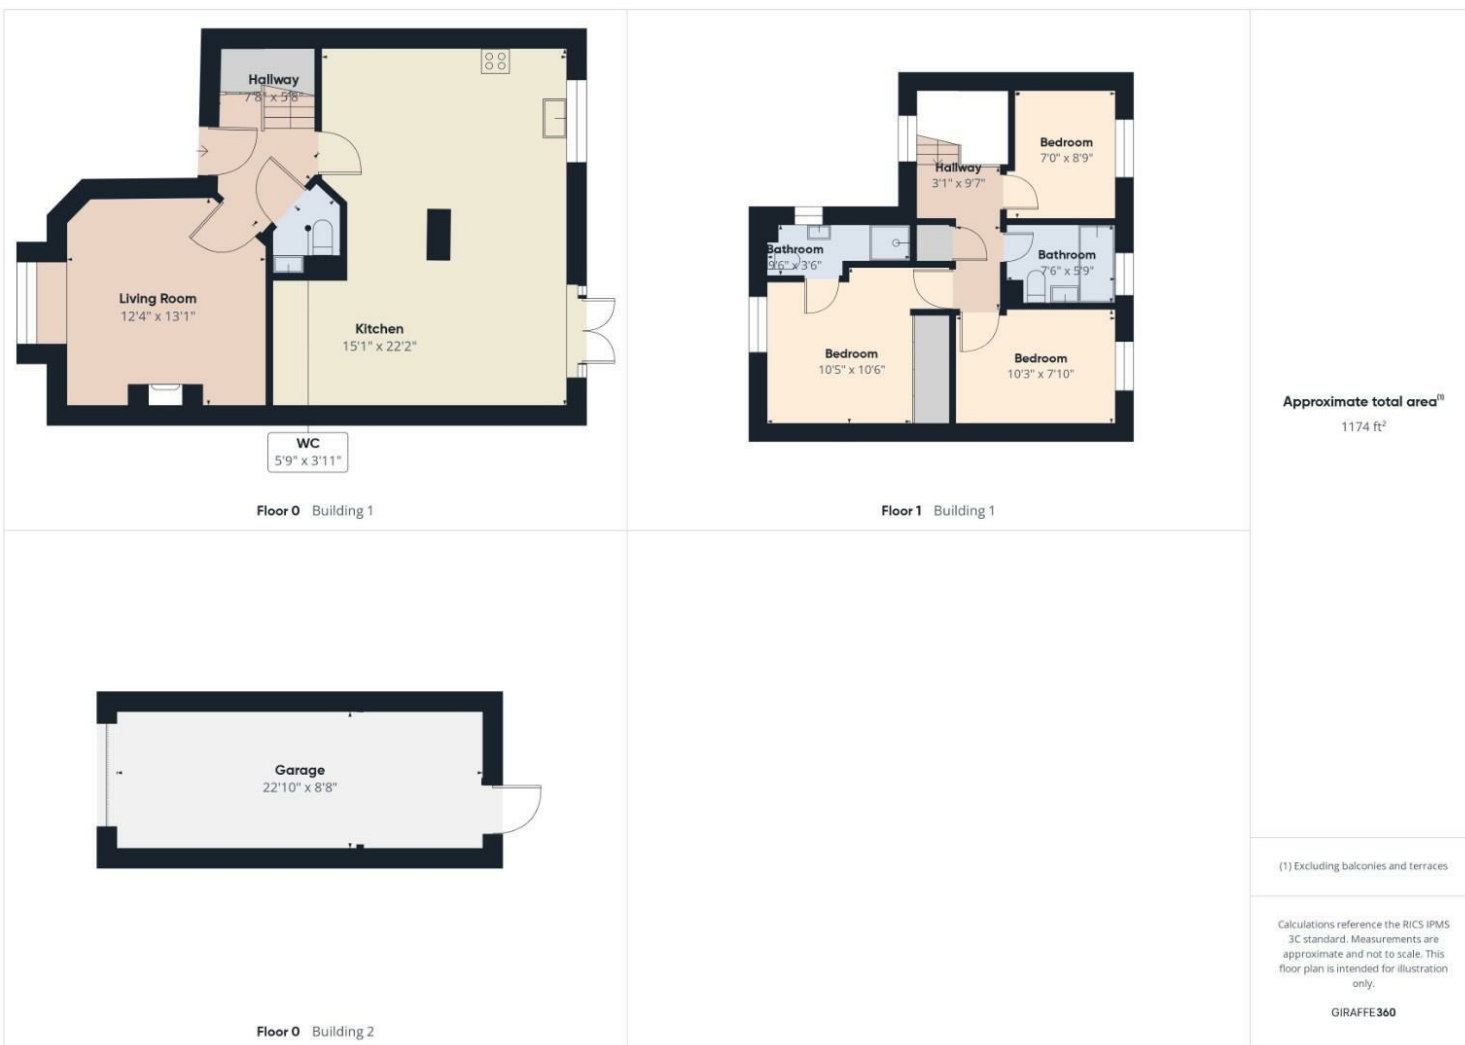 Hallway
7'8" x 5'8"
Living Room
12'4" x 13'1"
Kitchen
15'1" x 22'2"
WC
5'9" x 3'11"
Floor 0 Building 1
Bedroom
7'0" x 8'9"
Hallway
3'1" x 9'7"
Bathroom
9'6" x 3'6"
Bathroom
7'6" x 5'9"
Bedroom
10'5" x 10'6"
Bedroom
10'3" x 7'10"
Floor 1 Building 1
Garage
22'10" x 8'8"
Floor 0 Building 2
Approximate total area(1)
1174 ft²
(1) Excluding balconies and terraces
Calculations reference the RICS IPMS
3C standard. Measurements are
approximate and not to scale. This
floor plan is intended for illustration
only.
GIRAFFE360